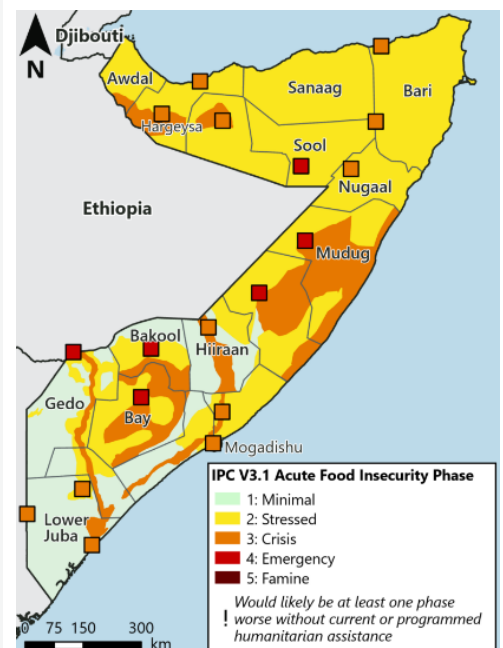 Djibouti
N
Awdal
Sanaag
Bari
Hargeysa
Sool
Nugaal
Ethiopia
Mudug
Bakool
Hiiraan
Gedo
Bay
Mogadishu
Lower
Juba
IPC V3.1 Acute Food Insecurity Phase
1: Minimal
2: Stressed
3: Crisis
4: Emergency
5: Famine
! Would likely be at least one phase
worse without current or programmed
humanitarian assistance
0 75 150 300
km